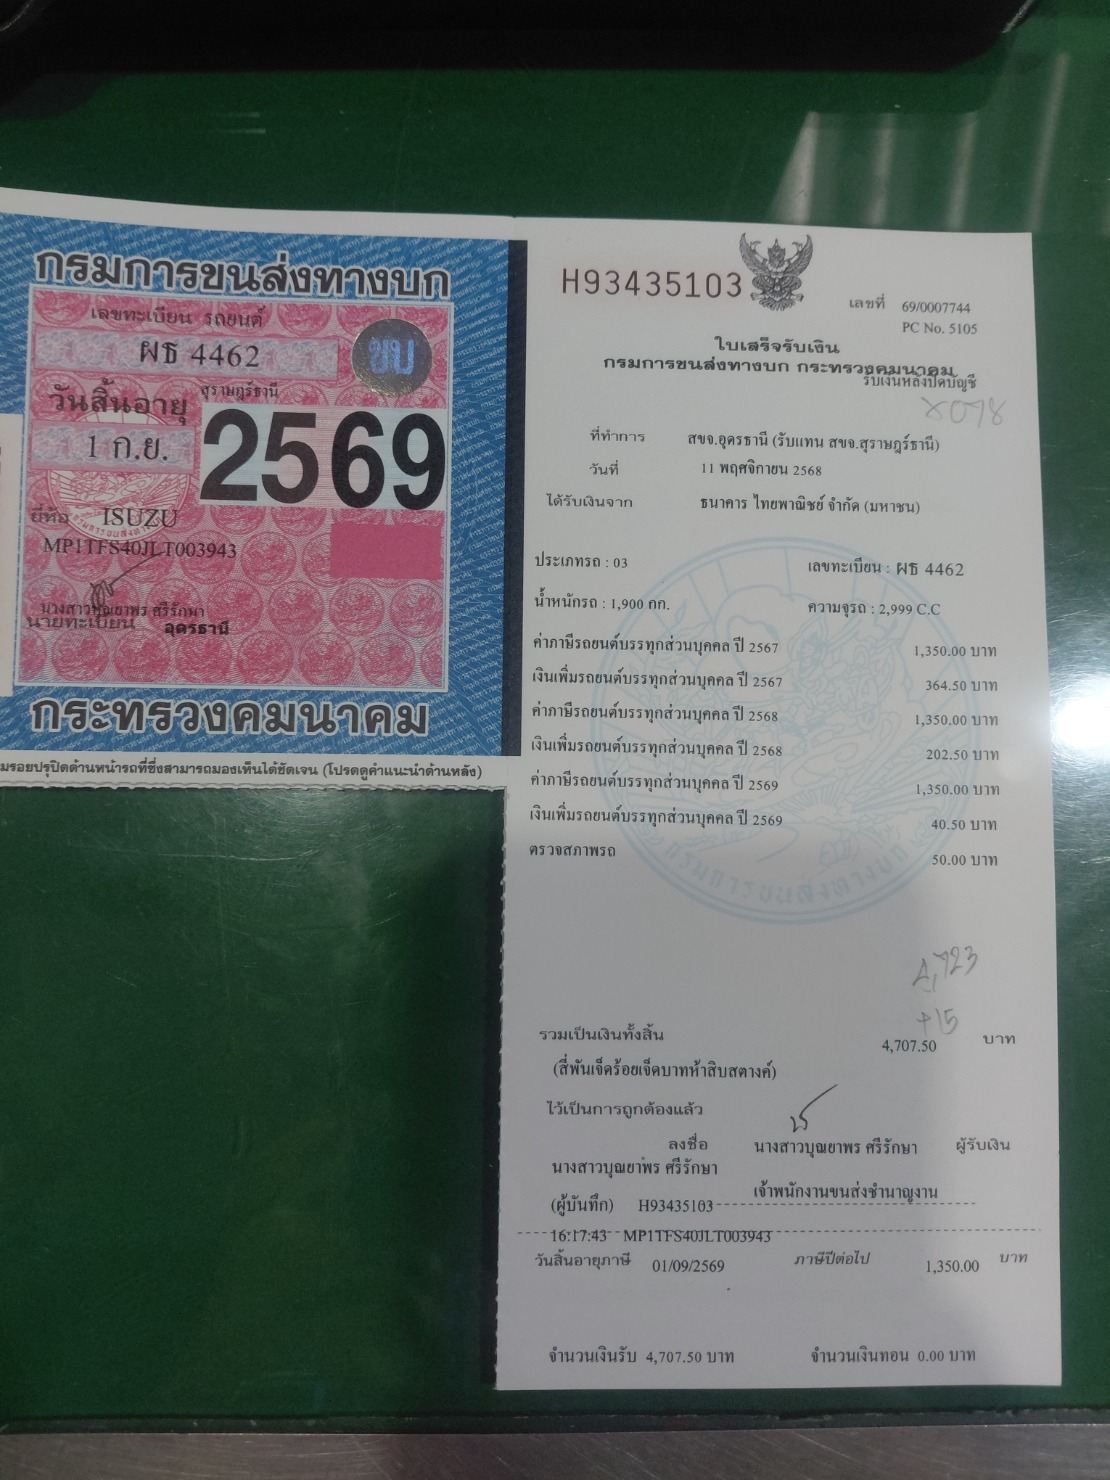 กรมการขนส่งทางบก
เลขทะเบียน รถยนต์
ผธ 4462
ขบ
สุราษฎร์ธานี
วันสิ้นอายุ
1 ก.ย.
2569
ยี่ห้อ ISUZU
MP1TFS40JLT003943
นางสาวบุณยาพร ศรีรักษา
นายทะเบียน อุดรธานี
กระทรวงคมนาคม
มรอยปรุปิดด้านหน้ารถที่ซึ่งสามารถมองเห็นได้ชัดเจน (โปรดดูคำแนะนำด้านหลัง)
H93435103
เลขที่ 69/0007744
PC No. 5105
ใบเสร็จรับเงิน
กรมการขนส่งทางบก กระทรวงคมนาคม
รับเงินหลังปิดบัญชี
ที่ทำการ สขจ.อุดรธานี (รับแทน สขจ.สุราษฎร์ธานี)
วันที่ 11 พฤศจิกายน 2568
ได้รับเงินจาก ธนาคาร ไทยพาณิชย์ จำกัด (มหาชน)
ประเภทรถ : 03 เลขทะเบียน : ผธ 4462
น้ำหนักรถ : 1,900 กก. ความจุรถ : 2,999 C.C
ค่าภาษีรถยนต์บรรทุกส่วนบุคคล ปี 2567 1,350.00 บาท
เงินเพิ่มรถยนต์บรรทุกส่วนบุคคล ปี 2567 364.50 บาท
ค่าภาษีรถยนต์บรรทุกส่วนบุคคล ปี 2568 1,350.00 บาท
เงินเพิ่มรถยนต์บรรทุกส่วนบุคคล ปี 2568 202.50 บาท
ค่าภาษีรถยนต์บรรทุกส่วนบุคคล ปี 2569 1,350.00 บาท
เงินเพิ่มรถยนต์บรรทุกส่วนบุคคล ปี 2569 40.50 บาท
ตรวจสภาพรถ 50.00 บาท
กรมการขนส่งทางบก
4,723
+15
รวมเป็นเงินทั้งสิ้น 4,707.50 บาท
(สี่พันเจ็ดร้อยเจ็ดบาทห้าสิบสตางค์)
ไว้เป็นการถูกต้องแล้ว
ลงชื่อ นางสาวบุณยาพร ศรีรักษา ผู้รับเงิน
นางสาวบุณยาพร ศรีรักษา
เจ้าพนักงานขนส่งชำนาญงาน
(ผู้บันทึก) H93435103
16:17:43 MP1TFS40JLT003943
วันสิ้นอายุภาษี 01/09/2569 ภาษีปีต่อไป 1,350.00 บาท
จำนวนเงินรับ 4,707.50 บาท จำนวนเงินทอน 0.00 บาท